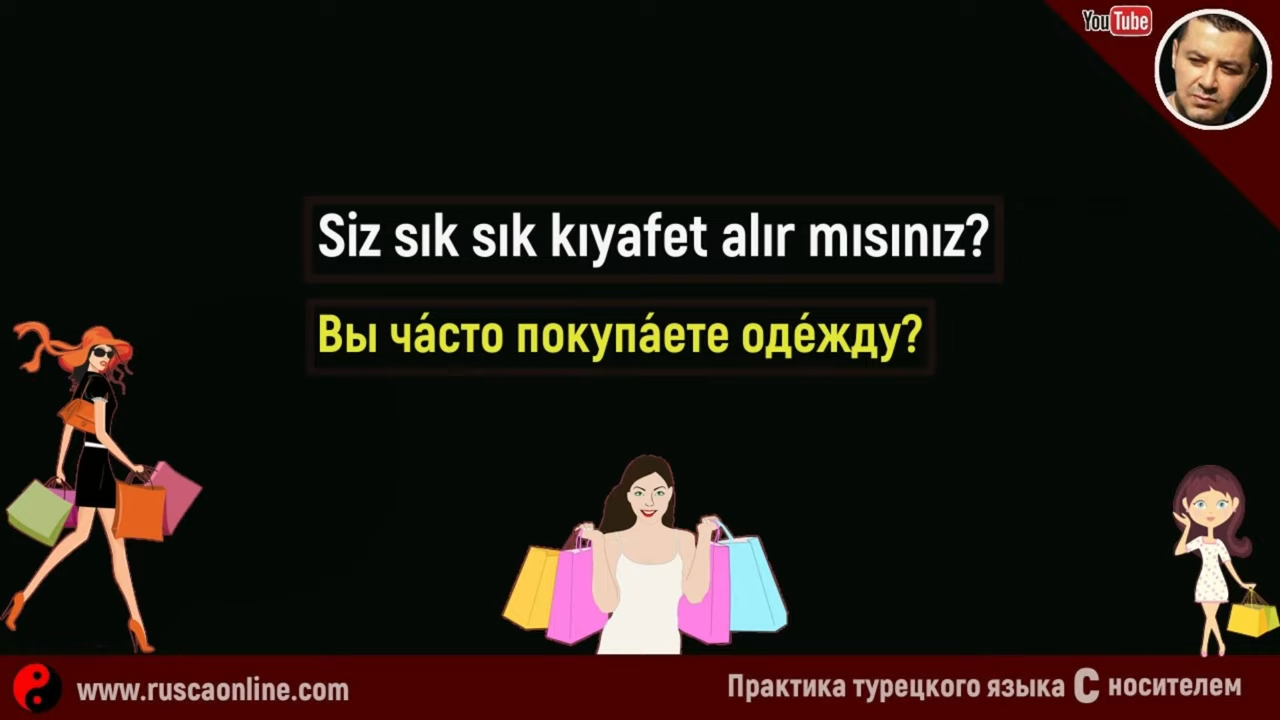 YouTube
Siz sık sık kıyafet alır mısınız?
Вы ча́сто покупа́ете оде́жду?
www.ruscaonline.com
Практика турецкого языка С носителем